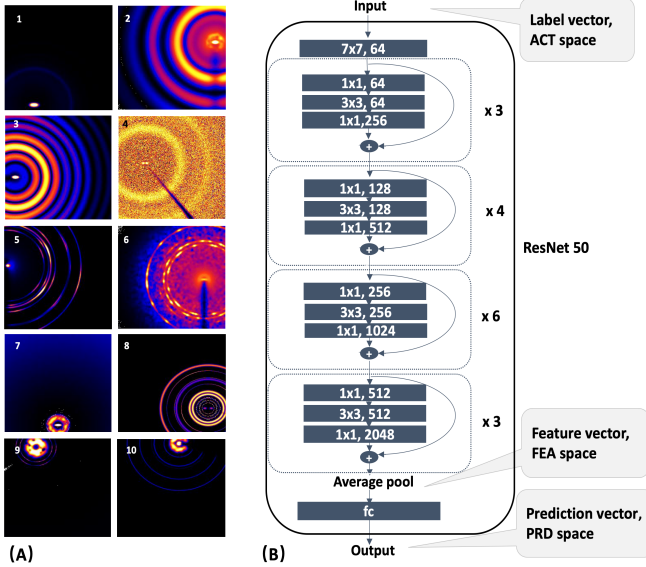 1
2
3
4
5
6
7
8
9
10
(A)
Input
Label vector,
ACT space
7x7, 64
1x1, 64
3x3, 64
1x1,256
+
x 3
1x1, 128
3x3, 128
1x1, 512
+
x 4
ResNet 50
1x1, 256
3x3, 256
1x1, 1024
+
x 6
1x1, 512
3x3, 512
1x1, 2048
+
x 3
Feature vector,
FEA space
Average pool
fc
Prediction vector,
PRD space
(B)
Output